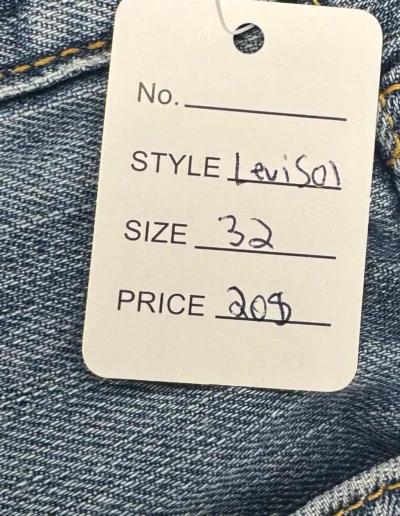 No.
STYLE Levi501
SIZE 32
PRICE 20$